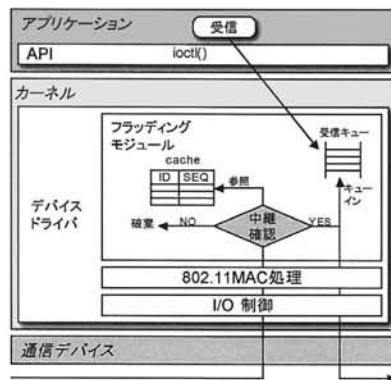 アプリケーション
受信
API
ioctl()
カーネル
フラッディング
モジュール
受信キュー
cache
ID SEQ
参照
キュー
イン
デバイス
ドライバ
破棄
NO
中継
確認
YES
802.11MAC処理
I/O 制御
通信デバイス